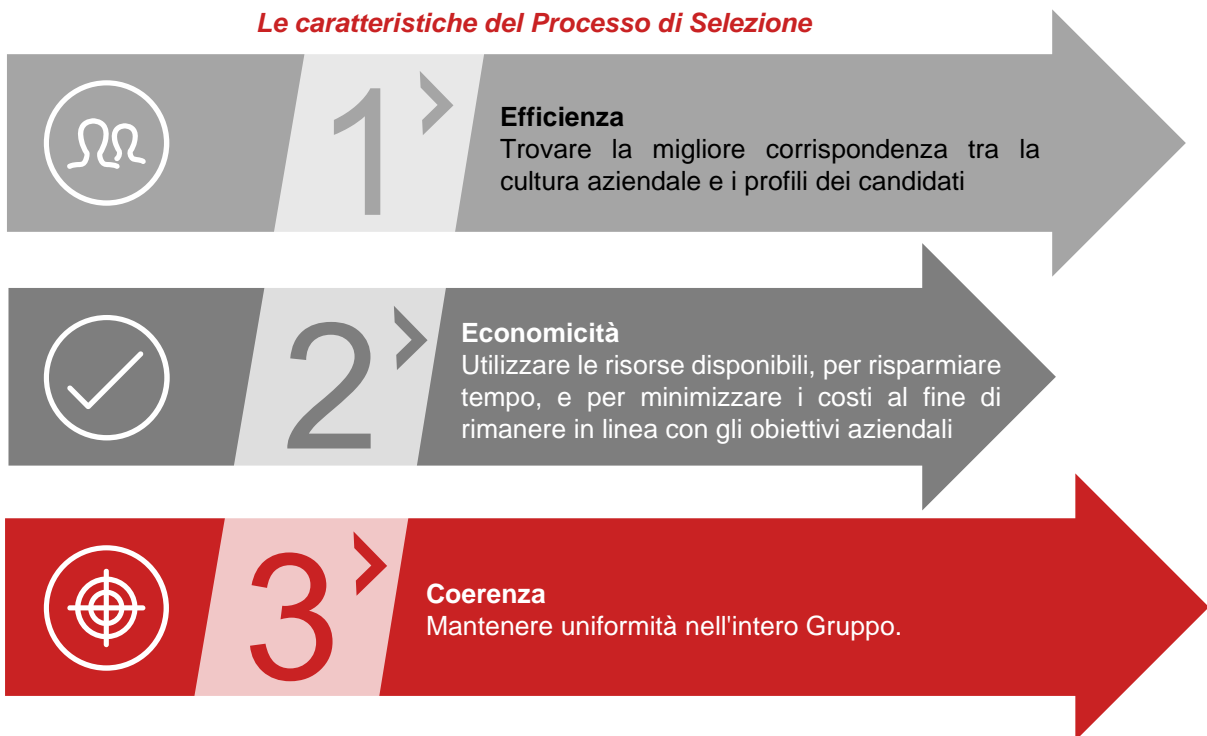 Le caratteristiche del Processo di Selezione
1
Efficienza
Trovare la migliore corrispondenza tra la
cultura aziendale e i profili dei candidati
2
Economicità
Utilizzare le risorse disponibili, per risparmiare
tempo, e per minimizzare i costi al fine di
rimanere in linea con gli obiettivi aziendali
3
Coerenza
Mantenere uniformità nell'intero Gruppo.